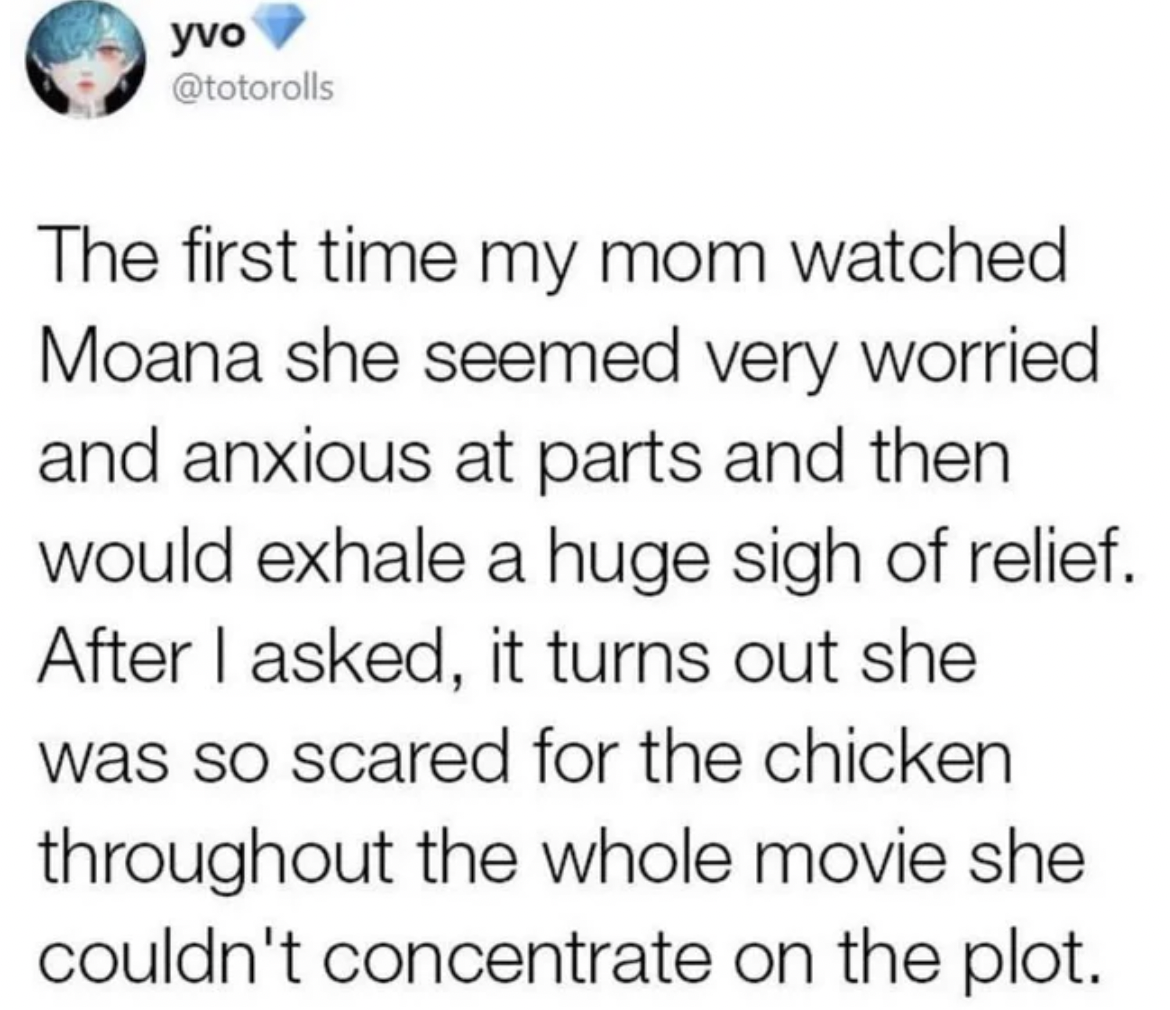 yvo💎
@totorolls
The first time my mom watched
Moana she seemed very worried
and anxious at parts and then
would exhale a huge sigh of relief.
After I asked, it turns out she
was so scared for the chicken
throughout the whole movie she
couldn't concentrate on the plot.